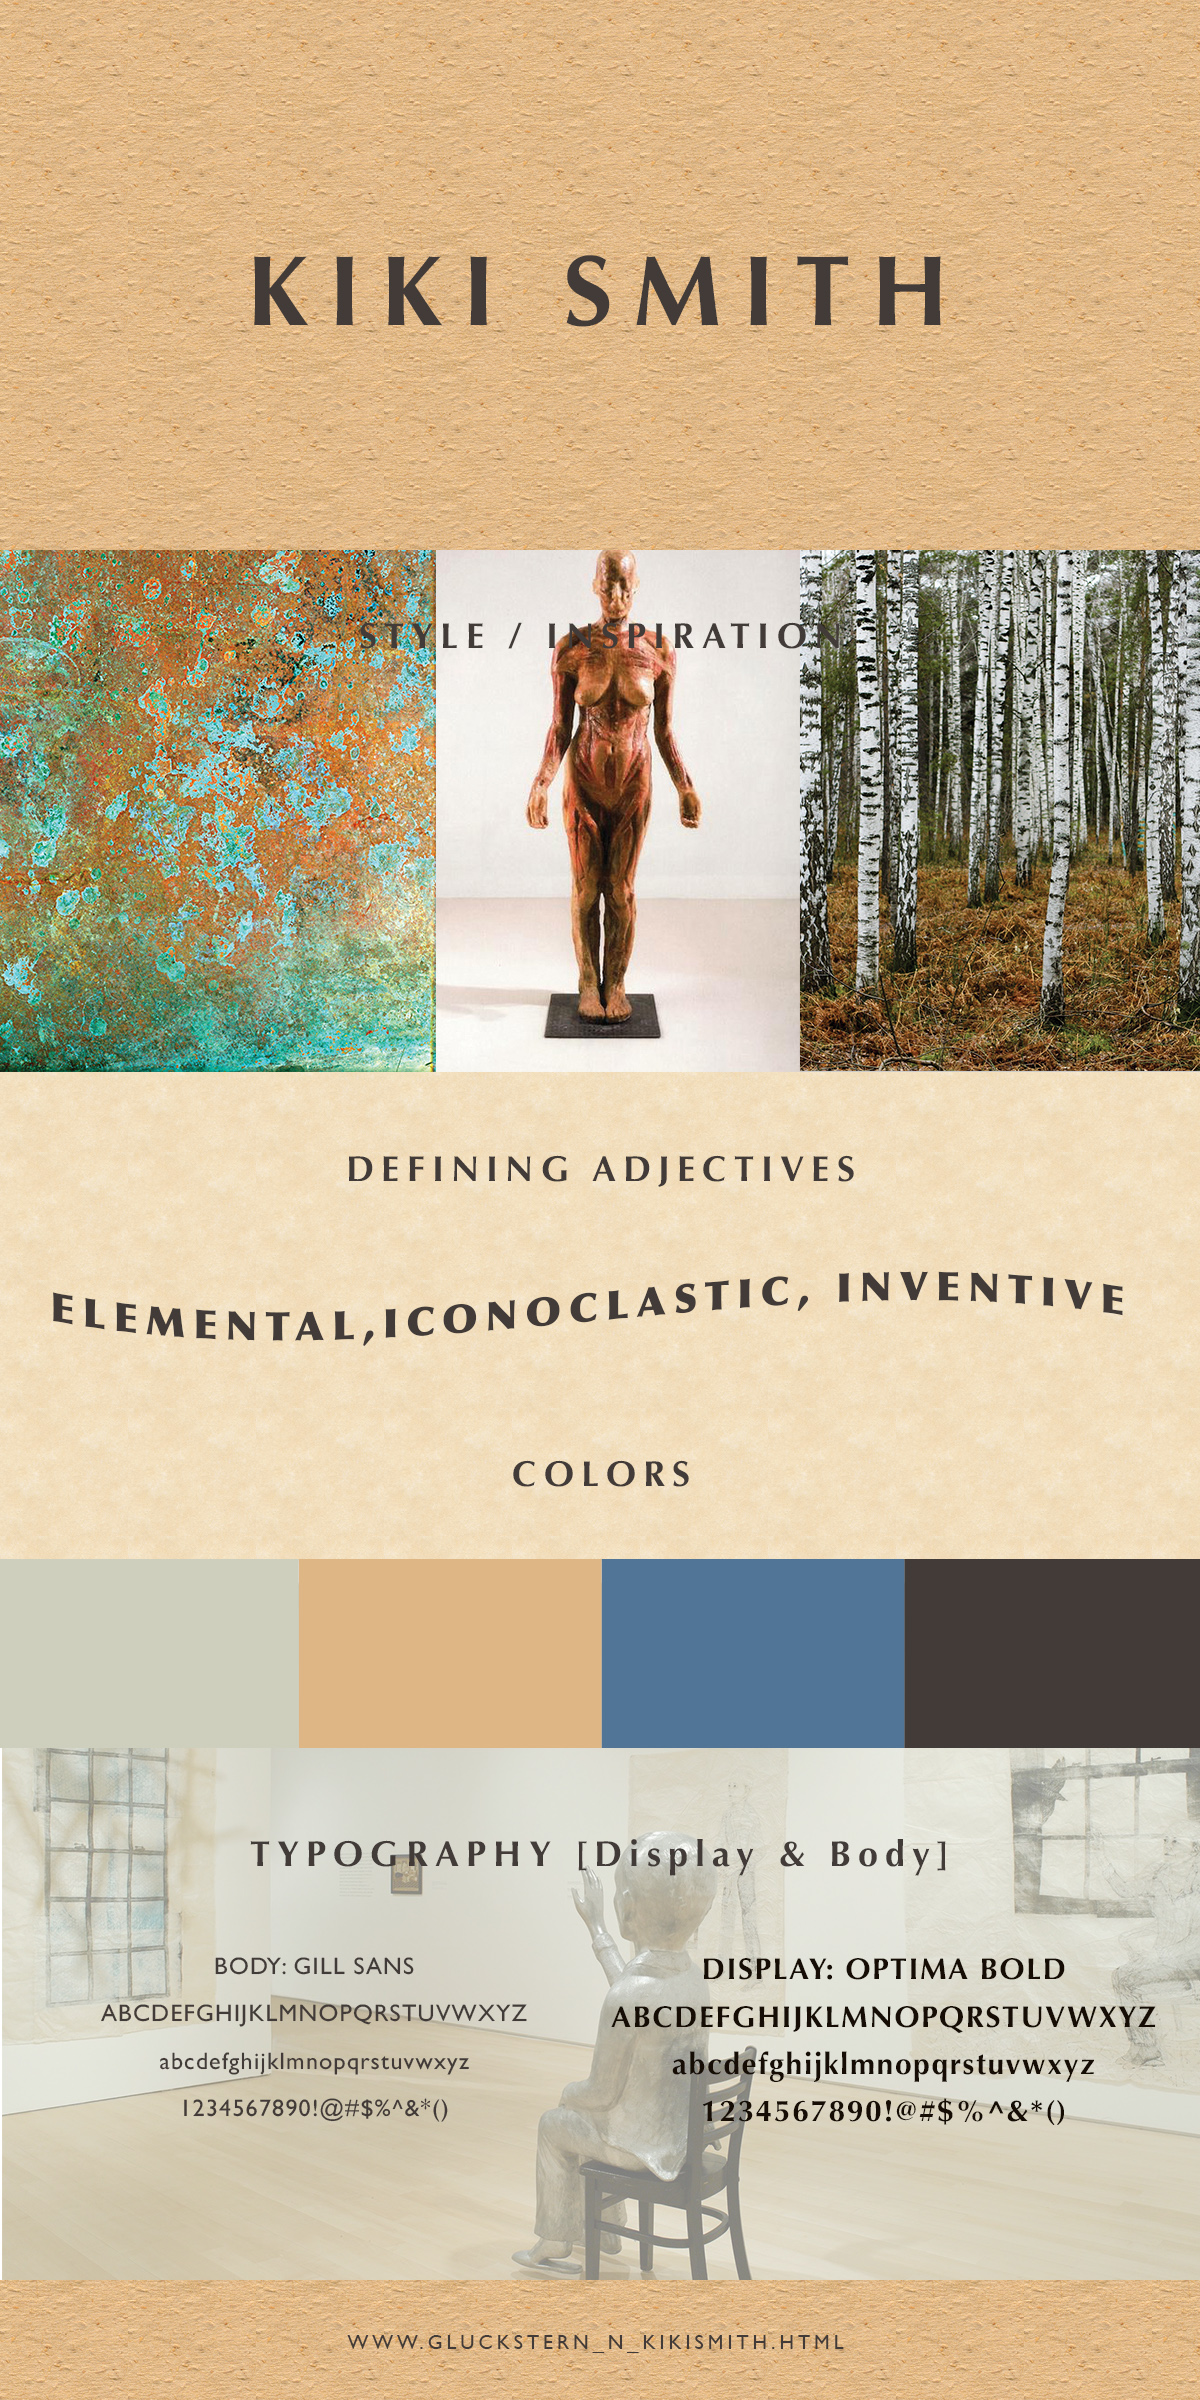 KIKI SMITH
STYLE / INSPIRATION
DEFINING ADJECTIVES
ELEMENTAL,ICONOCLASTIC, INVENTIVE
COLORS
TYPOGRAPHY [Display & Body]
BODY: GILL SANS
ABCDEFGHIJKLMNOPQRSTUVWXYZ
abcdefghijklmnopqrstuvwxyz
1234567890!@#$%^&*()
DISPLAY: OPTIMA BOLD
ABCDEFGHIJKLMNOPQRSTUVWXYZ
abcdefghijklmnopqrstuvwxyz
1234567890!@#$%^&*()
WWW.GLUCKSTERN_N_KIKISMITH.HTML